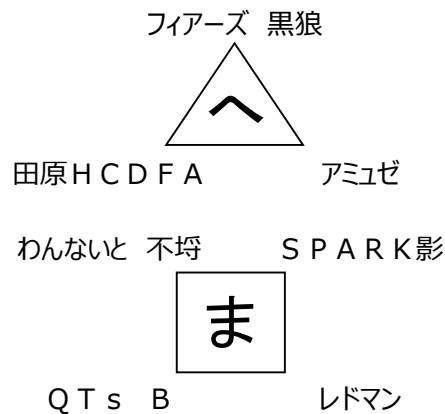 フィアーズ 黒狼
へ
田原ＨＣＤＦＡ アミュゼ
わんないと 不埒 ＳＰＡＲＫ影
ま
ＱＴｓ Ｂ レドマン